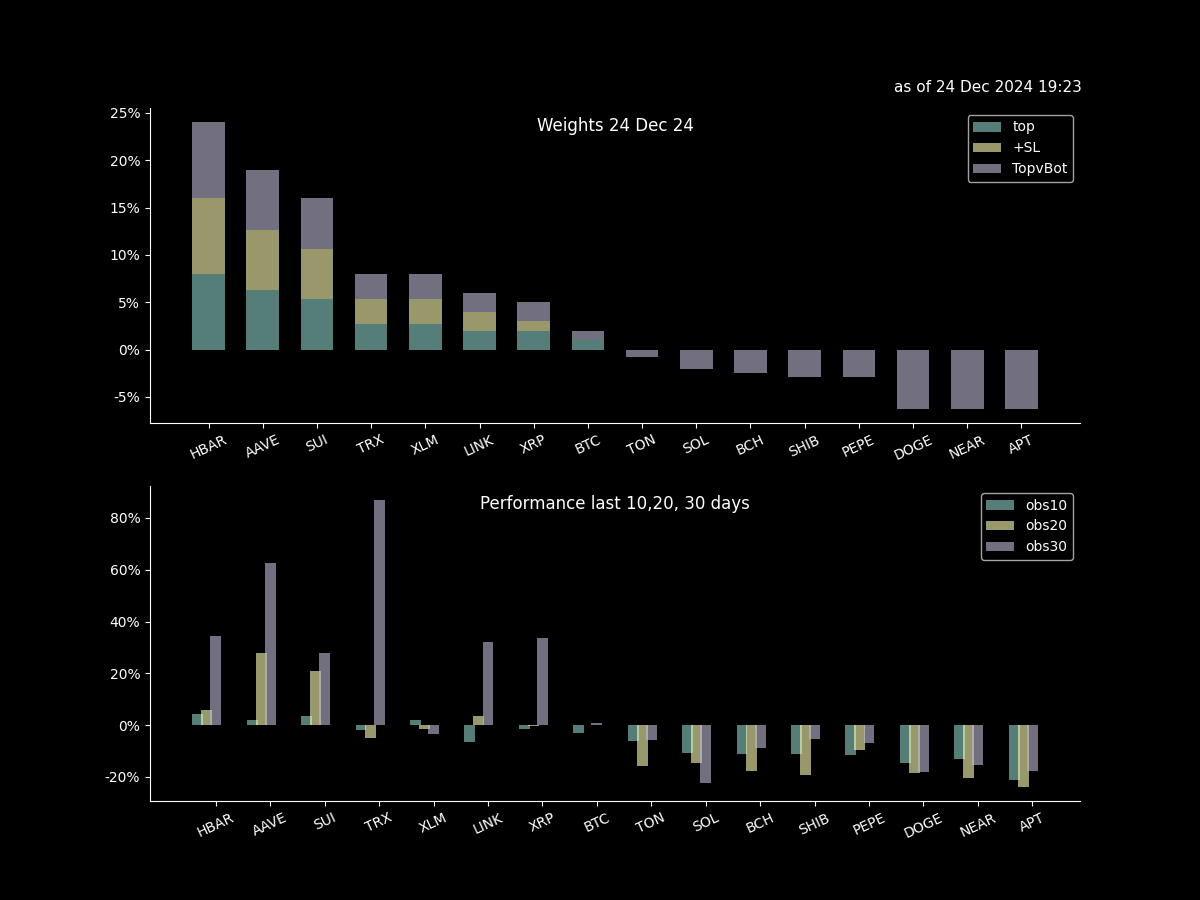 as of 24 Dec 2024 19:23
Weights 24 Dec 24
top
+SL
TopvBot
25%
20%
15%
10%
5%
0%
-5%
HBAR AAVE SUI TRX XLM LINK XRP BTC TON SOL BCH SHIB PEPE DOGE NEAR APT
Performance last 10,20, 30 days
obs10
obs20
obs30
80%
60%
40%
20%
0%
-20%
HBAR AAVE SUI TRX XLM LINK XRP BTC TON SOL BCH SHIB PEPE DOGE NEAR APT